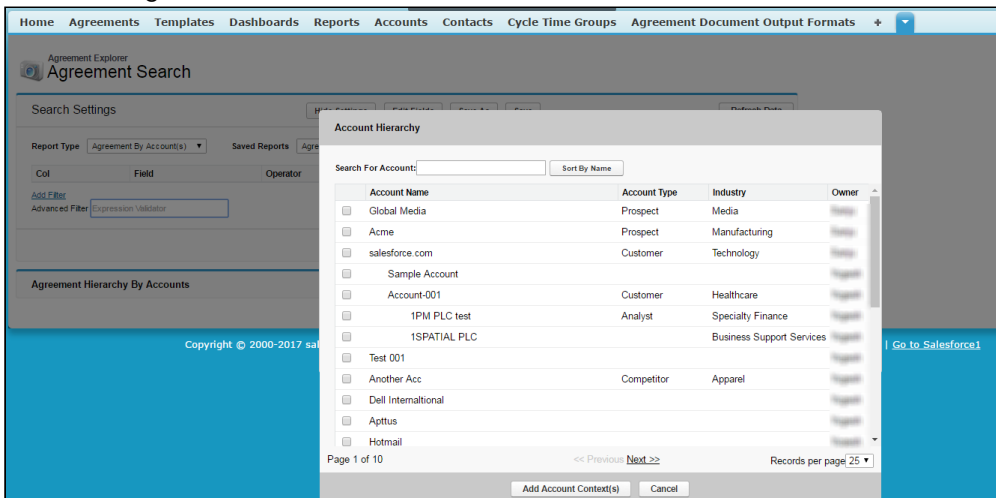 Home Agreements Templates Dashboards Reports Accounts Contacts Cycle Time Groups Agreement Document Output Formats +
Agreement Explorer
Agreement Search
Search Settings
Report Type Agreement By Account(s) Saved Reports Agre
Col Field Operator
Add Filter
Advanced Filter Expression Validator
Agreement Hierarchy By Accounts
Copyright © 2000-2017 sal
| Go to Salesforce1
Account Hierarchy
Search For Account: Sort By Name
Account Name Account Type Industry Owner
Global Media Prospect Media
Acme Prospect Manufacturing
salesforce.com Customer Technology
Sample Account
Account-001 Customer Healthcare
1PM PLC test Analyst Specialty Finance
1SPATIAL PLC Business Support Services
Test 001
Another Acc Competitor Apparel
Dell Internaltional
Apttus
Hotmail
Page 1 of 10 << Previous Next >> Records per page 25
Add Account Context(s) Cancel